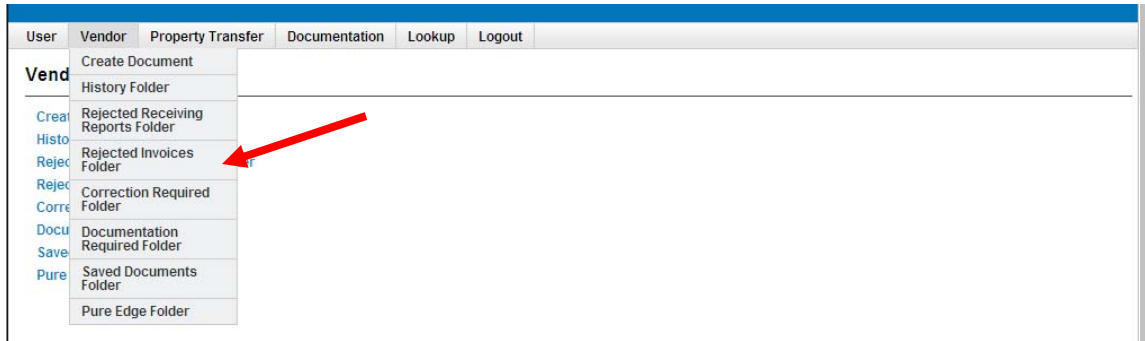 User Vendor Property Transfer Documentation Lookup Logout
Vend
Create Document
History Folder
Rejected Receiving
Reports Folder
Rejected Invoices
Folder
Correction Required
Folder
Documentation
Required Folder
Saved Documents
Folder
Pure Edge Folder
Creat
Histo
Rejec
Rejec
Corre
Docu
Save
Pure